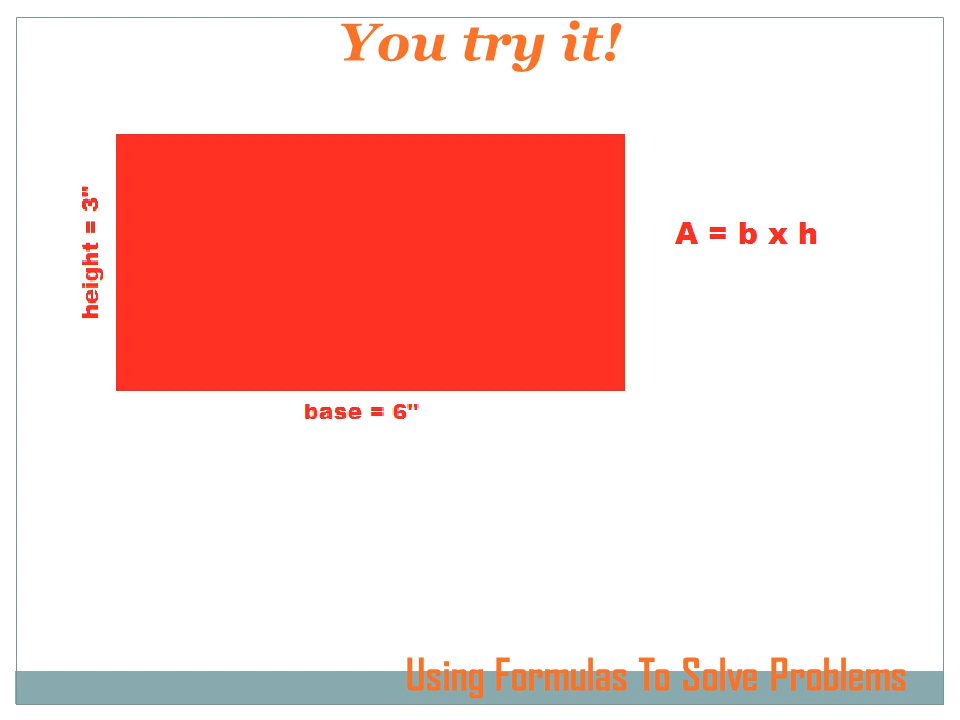 You try it!
height = 3"
A = b x h
base = 6"
Using Formulas To Solve Problems